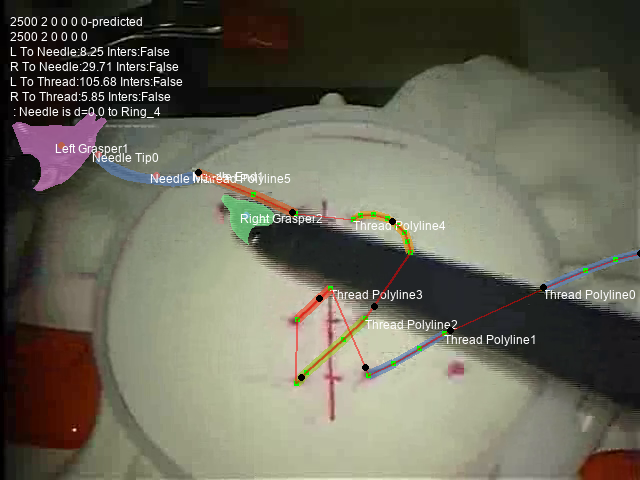 2500 2 0 0 0 0-predicted
2500 2 0 0 0 0
L To Needle:8.25 Inters:False
R To Needle:29.71 Inters:False
L To Thread:105.68 Inters:False
R To Thread:5.85 Inters:False
: Needle is d=0.0 to Ring_4
Left Grasper1
Needle Tip0
Thread Polyline5
Right Grasper2
Thread Polyline4
Thread Polyline3
Thread Polyline0
Thread Polyline2
Thread Polyline1